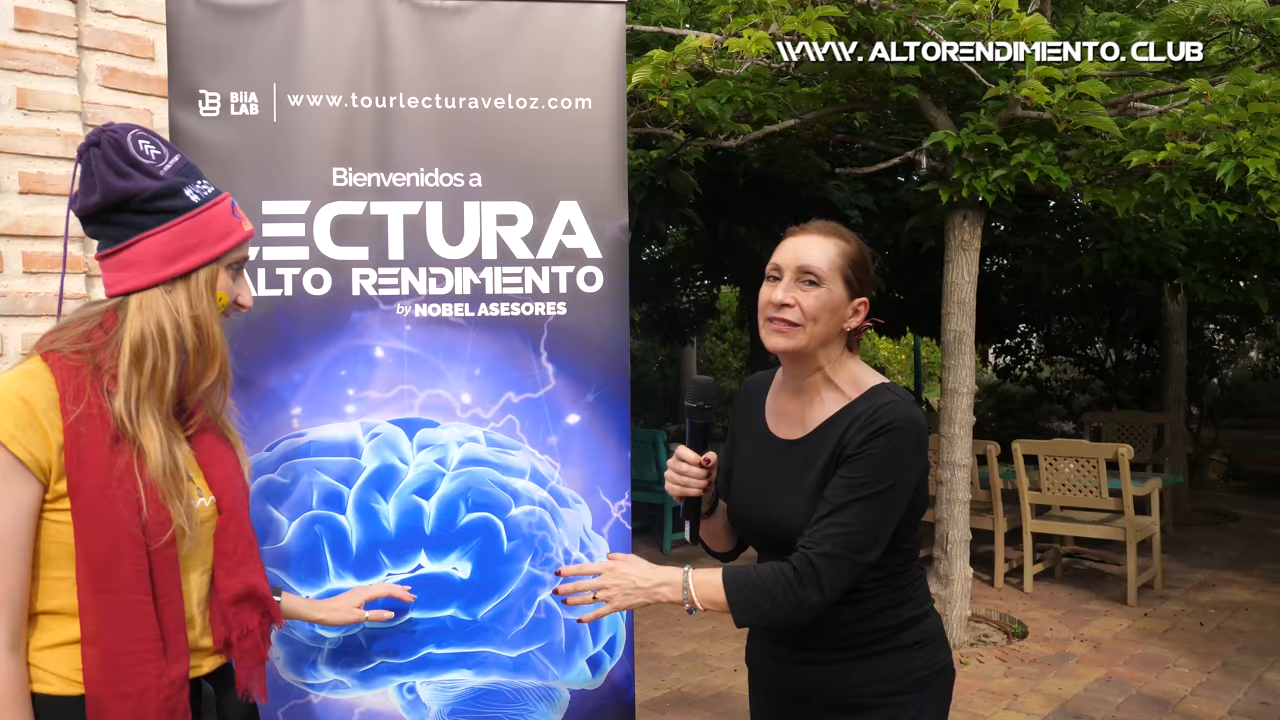 WWW.ALTORENDIMIENTO.CLUB
BiiA
LAB
www.tourlecturaveloz.com
Bienvenidos a
LECTURA
ALTO RENDIMIENTO
by NOBEL ASESORES